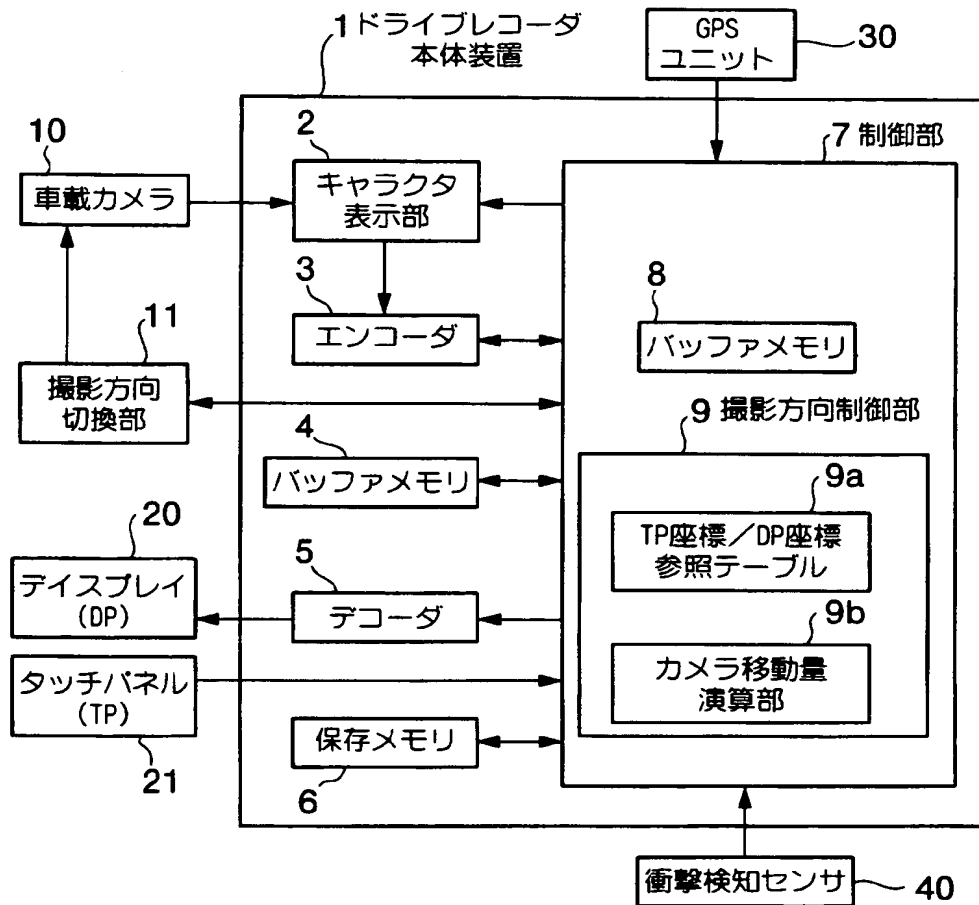 1 ドライブレコーダ
本体装置
GPS
ユニット
30
10
車載カメラ
2
キャラクタ
表示部
7 制御部
3
エンコーダ
8
バッファメモリ
11
撮影方向
切換部
4
バッファメモリ
9 撮影方向制御部
9a
TP座標/DP座標
参照テーブル
20
デイスプレイ
(DP)
5
デコーダ
9b
カメラ移動量
演算部
タッチパネル
(TP)
21
保存メモリ
6
衝撃検知センサ
40